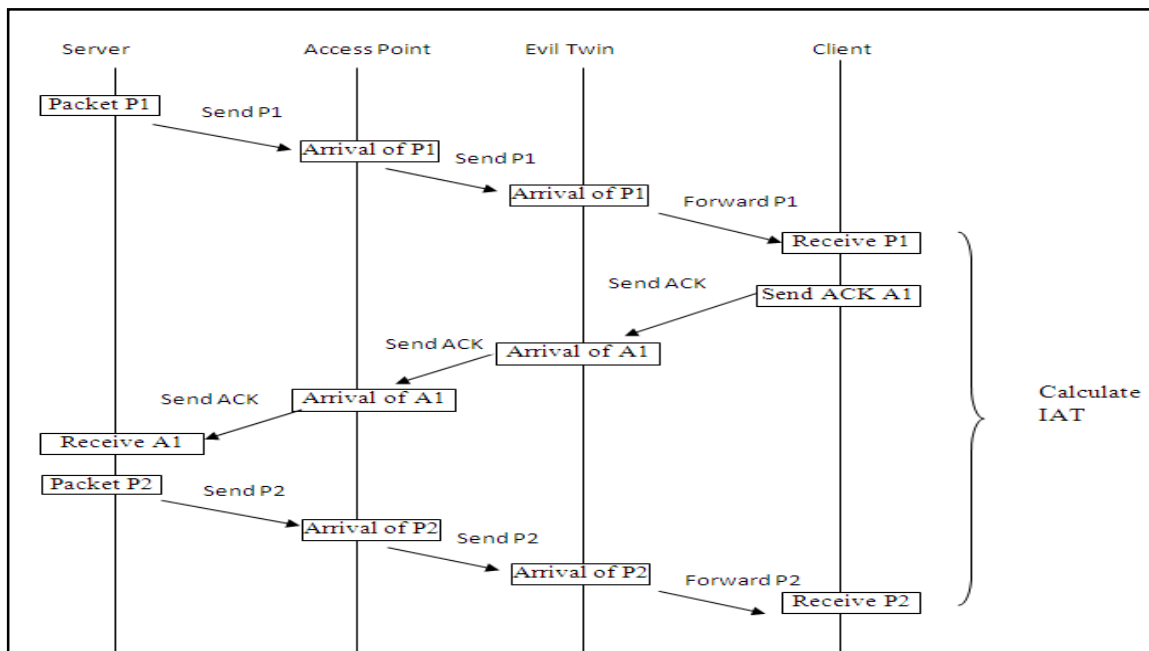 Server Access Point Evil Twin Client
Packet P1
Send P1
Arrival of P1
Send P1
Arrival of P1
Forward P1
Receive P1
Send ACK
Send ACK A1
Send ACK
Arrival of A1
Send ACK
Arrival of A1
Receive A1
Calculate
IAT
Packet P2
Send P2
Arrival of P2
Send P2
Arrival of P2
Forward P2
Receive P2